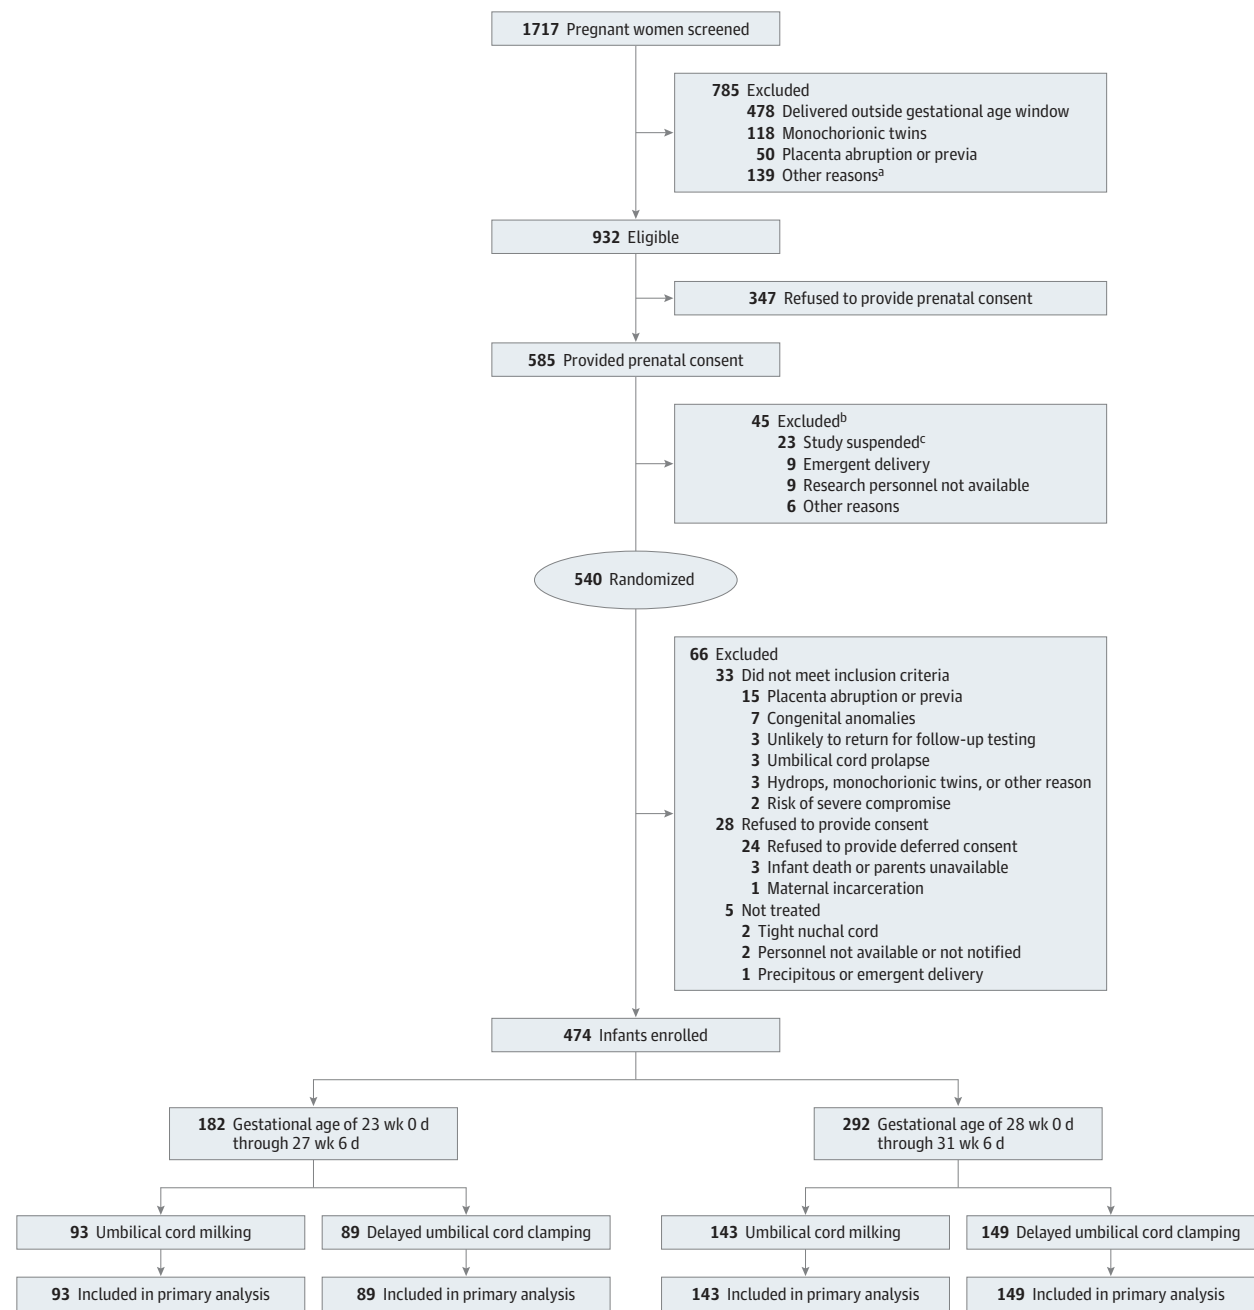 1717 Pregnant women screened
785 Excluded
478 Delivered outside gestational age window
118 Monochorionic twins
50 Placenta abruption or previa
139 Other reasonsᵃ
932 Eligible
347 Refused to provide prenatal consent
585 Provided prenatal consent
45 Excludedᵇ
23 Study suspendedᶜ
9 Emergent delivery
9 Research personnel not available
6 Other reasons
540 Randomized
66 Excluded
33 Did not meet inclusion criteria
15 Placenta abruption or previa
7 Congenital anomalies
3 Unlikely to return for follow-up testing
3 Umbilical cord prolapse
3 Hydrops, monochorionic twins, or other reason
2 Risk of severe compromise
28 Refused to provide consent
24 Refused to provide deferred consent
3 Infant death or parents unavailable
1 Maternal incarceration
5 Not treated
2 Tight nuchal cord
2 Personnel not available or not notified
1 Precipitous or emergent delivery
474 Infants enrolled
182 Gestational age of 23 wk 0 d
through 27 wk 6 d
292 Gestational age of 28 wk 0 d
through 31 wk 6 d
93 Umbilical cord milking
89 Delayed umbilical cord clamping
143 Umbilical cord milking
149 Delayed umbilical cord clamping
93 Included in primary analysis
89 Included in primary analysis
143 Included in primary analysis
149 Included in primary analysis